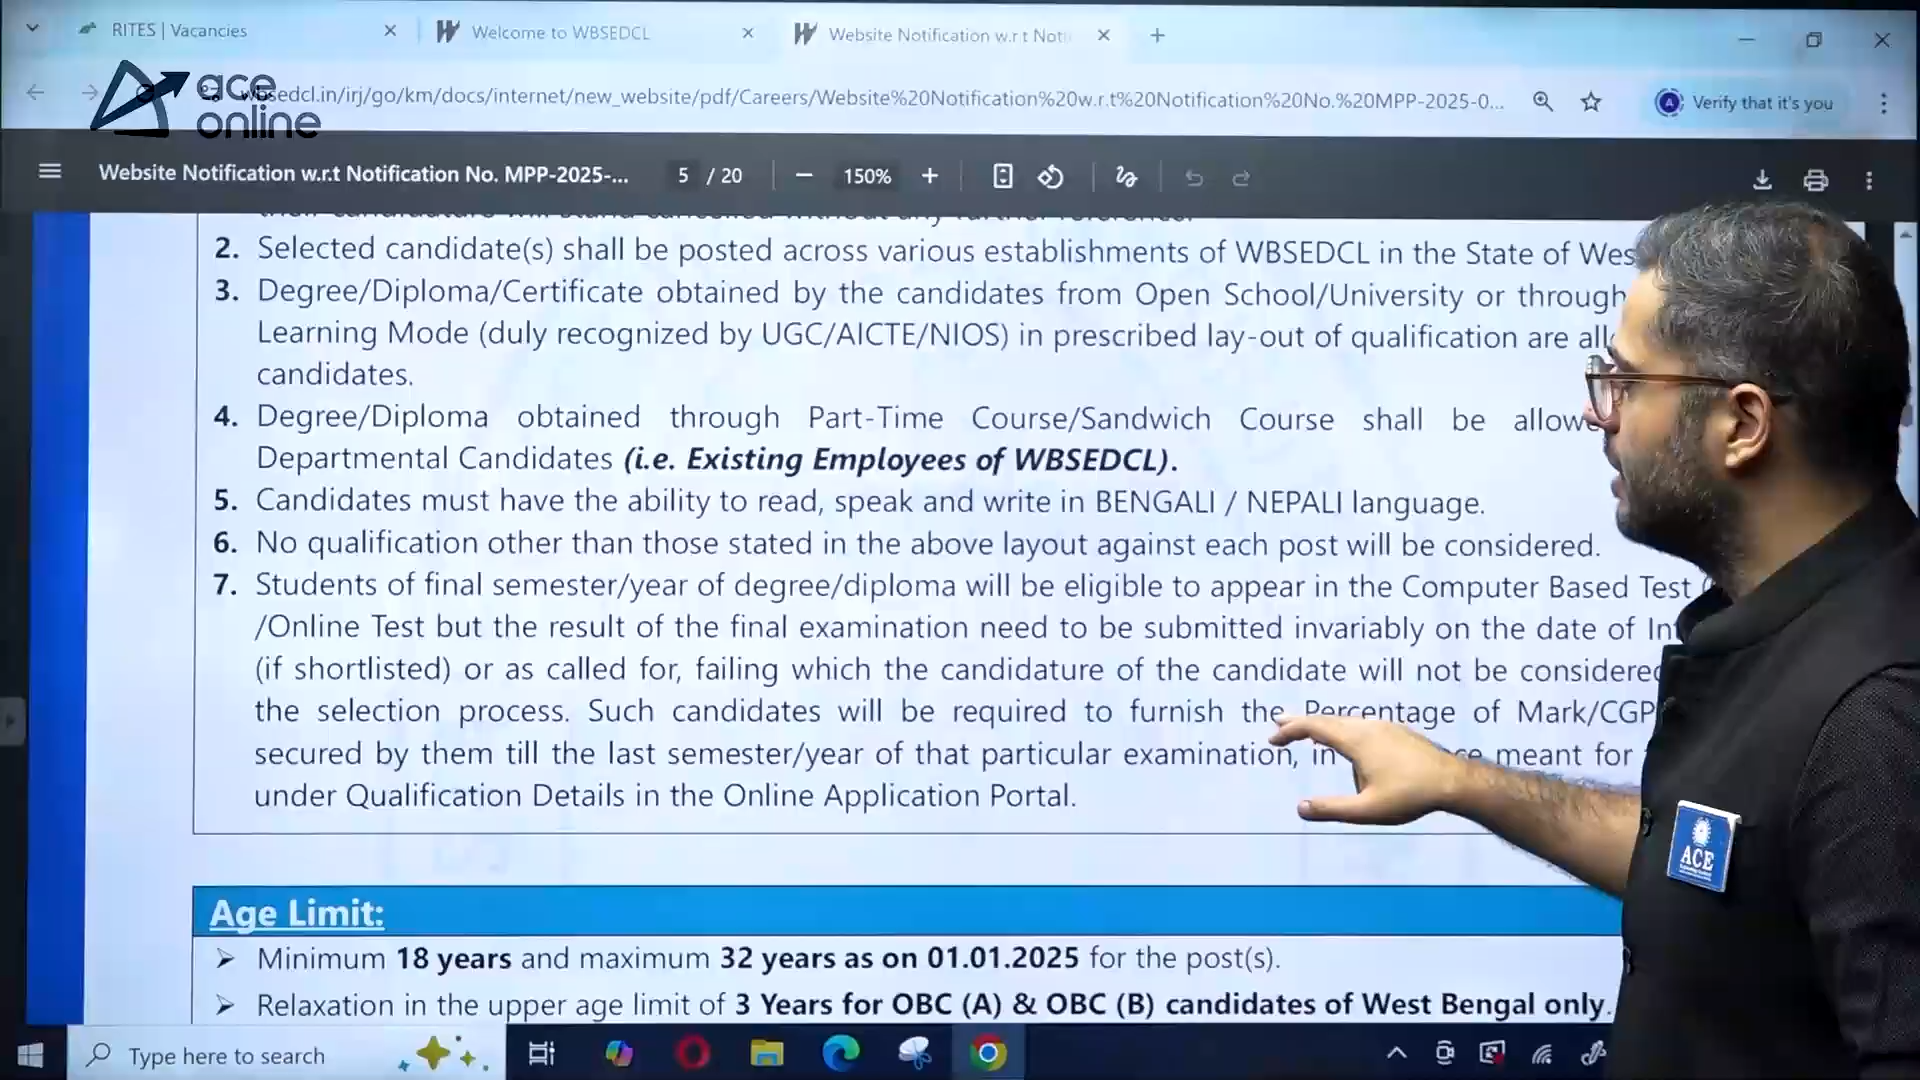 RITES | Vacancies
Welcome to WBSEDCL
Website Notification w.r.t Noti
ace
online
wbsedcl.in/irj/go/km/docs/internet/new_website/pdf/Careers/Website%20Notification%20w.r.t%20Notification%20No.%20MPP-2025-0...
A
Verify that it's you
Website Notification w.r.t Notification No. MPP-2025-...
5 / 20
150%
2. Selected candidate(s) shall be posted across various establishments of WBSEDCL in the State of Wes
3. Degree/Diploma/Certificate obtained by the candidates from Open School/University or through
Learning Mode (duly recognized by UGC/AICTE/NIOS) in prescribed lay-out of qualification are all
candidates.
4. Degree/Diploma obtained through Part-Time Course/Sandwich Course shall be allowe
Departmental Candidates (i.e. Existing Employees of WBSEDCL).
5. Candidates must have the ability to read, speak and write in BENGALI / NEPALI language.
6. No qualification other than those stated in the above layout against each post will be considered.
7. Students of final semester/year of degree/diploma will be eligible to appear in the Computer Based Test (
/Online Test but the result of the final examination need to be submitted invariably on the date of Int
(if shortlisted) or as called for, failing which the candidature of the candidate will not be considered
the selection process. Such candidates will be required to furnish the Percentage of Mark/CGP
secured by them till the last semester/year of that particular examination, in meant for
under Qualification Details in the Online Application Portal.
ACE
Age Limit:
➢ Minimum 18 years and maximum 32 years as on 01.01.2025 for the post(s).
➢ Relaxation in the upper age limit of 3 Years for OBC (A) & OBC (B) candidates of West Bengal only.
Type here to search